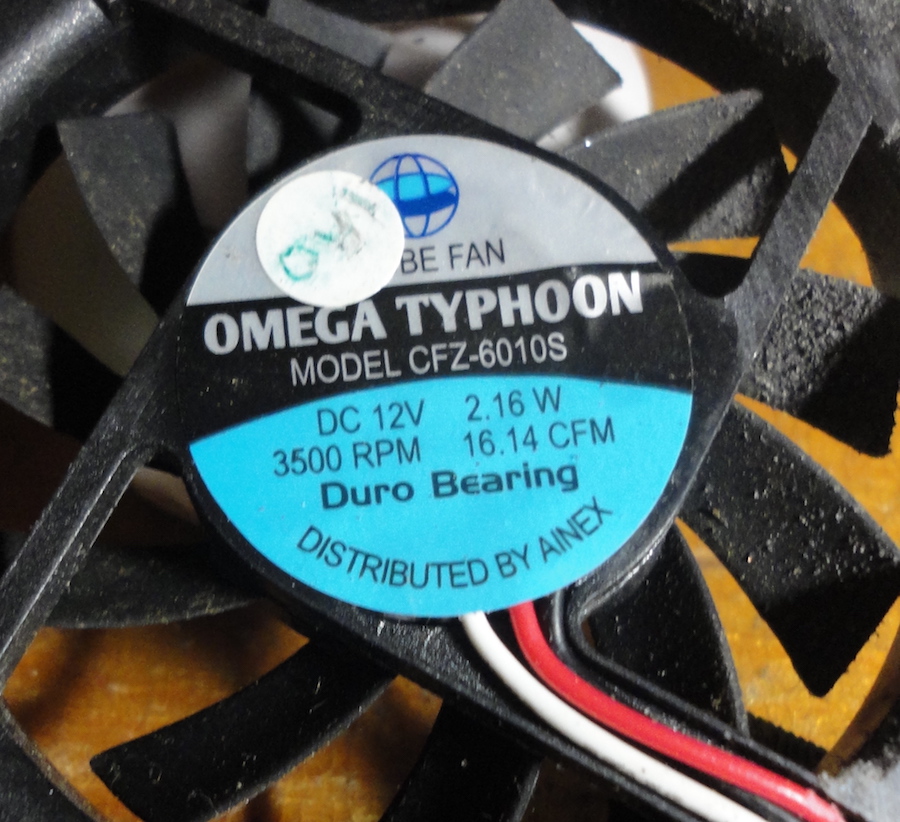 BE FAN
OMEGA TYPHOON
MODEL CFZ-6010S
DC 12V 2.16 W
3500 RPM 16.14 CFM
Duro Bearing
DISTRIBUTED BY AINEX